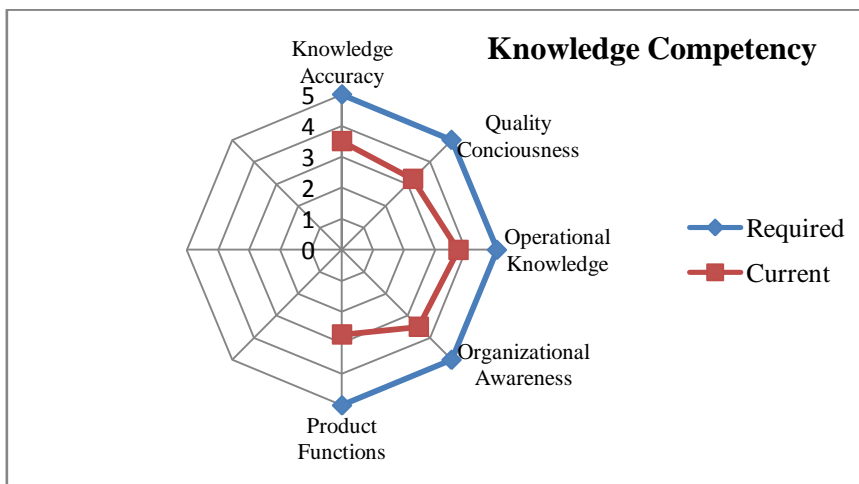 Knowledge Competency
Knowledge
Accuracy
5
4
3
2
1
0
Quality
Conciousness
Operational
Knowledge
Organizational
Awareness
Product
Functions
Required
Current